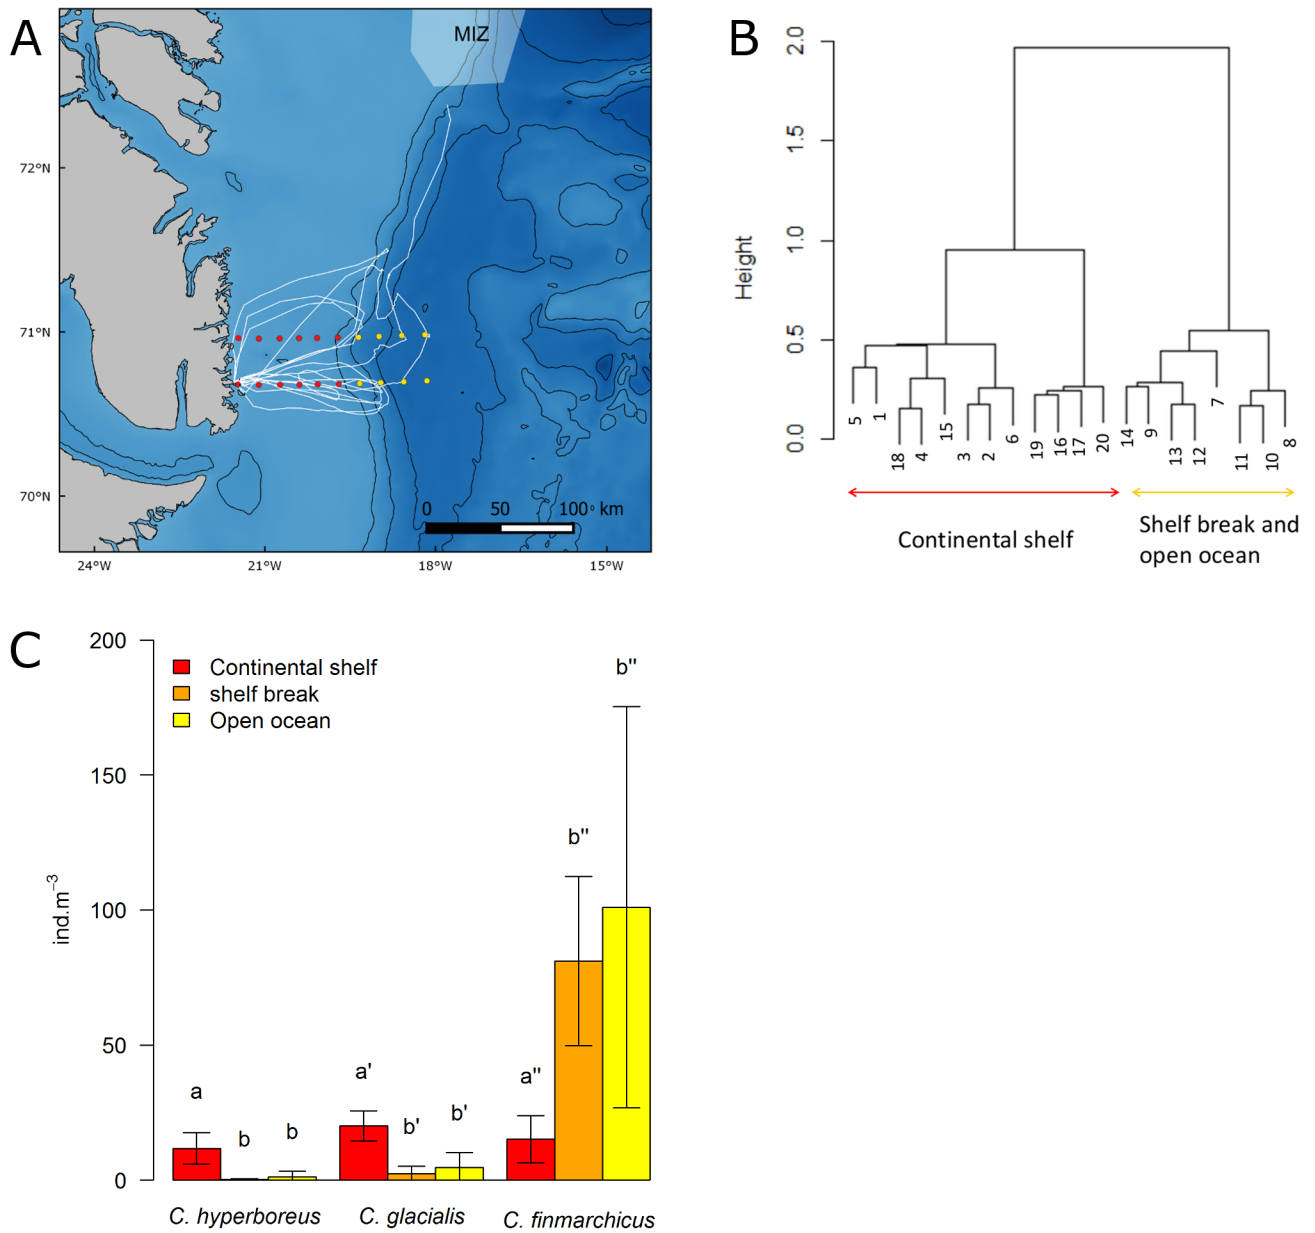 A
MIZ
72°N
71°N
70°N
0 50 100 km
24°W 21°W 18°W 15°W
B
Height
2.0
1.5
1.0
0.5
0.0
5 1 18 4 15 3 2 6 19 16 17 20 14 9 13 12 7 11 10 8
Continental shelf
Shelf break and
open ocean
C
ind.m⁻³
200
150
100
50
0
Continental shelf
shelf break
Open ocean
a b b a' b' b' a'' b'' b''
C. hyperboreus C. glacialis C. finmarchicus